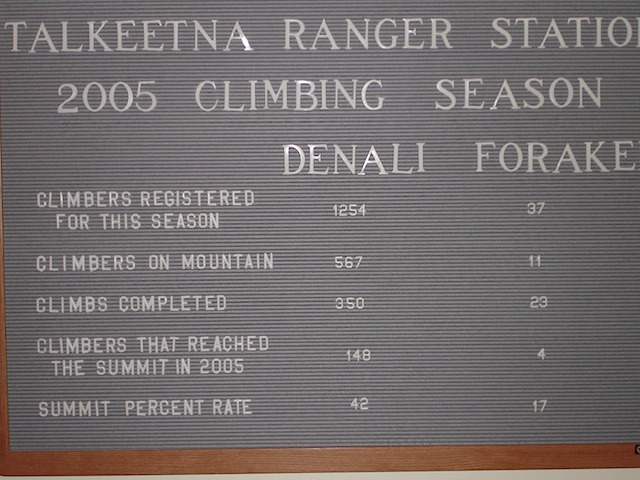 TALKEETNA RANGER STATIO
2005 CLIMBING SEASON
DENALI FORAKE
CLIMBERS REGISTERED
FOR THIS SEASON 1254 37
CLIMBERS ON MOUNTAIN 567 11
CLIMBS COMPLETED 350 23
CLIMBERS THAT REACHED
THE SUMMIT IN 2005 148 4
SUMMIT PERCENT RATE 42 17